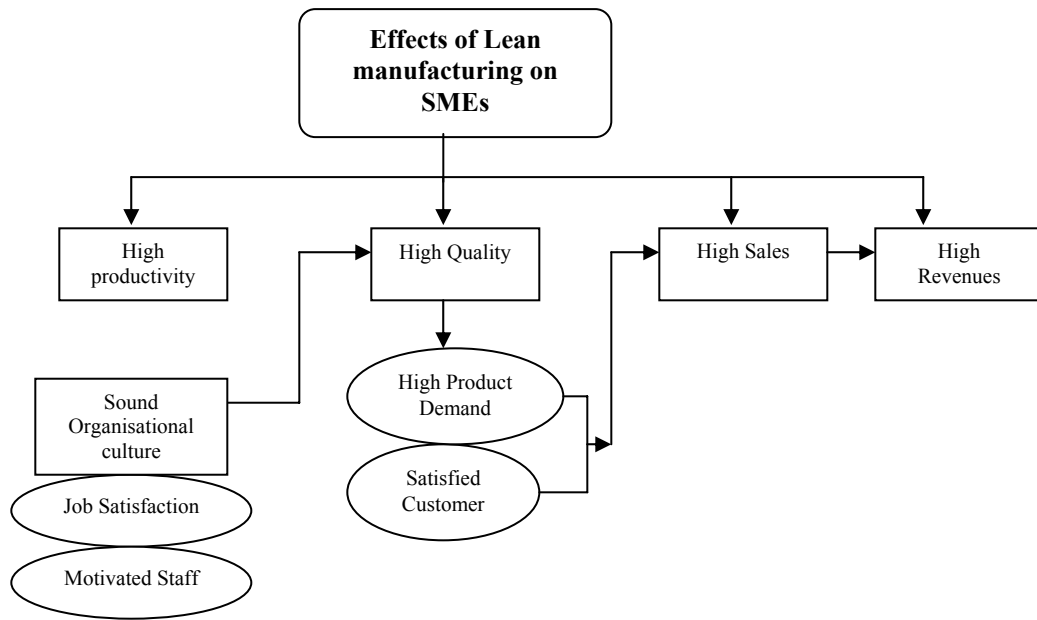 Effects of Lean
manufacturing on
SMEs
High
productivity
High Quality
High Sales
High
Revenues
Sound
Organisational
culture
High Product
Demand
Satisfied
Customer
Job Satisfaction
Motivated Staff